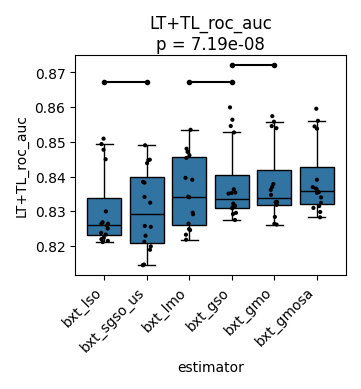 LT+TL_roc_auc
p = 7.19e-08
LT+TL_roc_auc
0.87
0.86
0.85
0.84
0.83
0.82
bxt_lso
bxt_sgso_us
bxt_lmo
bxt_gso
bxt_gmo
bxt_gmosa
estimator